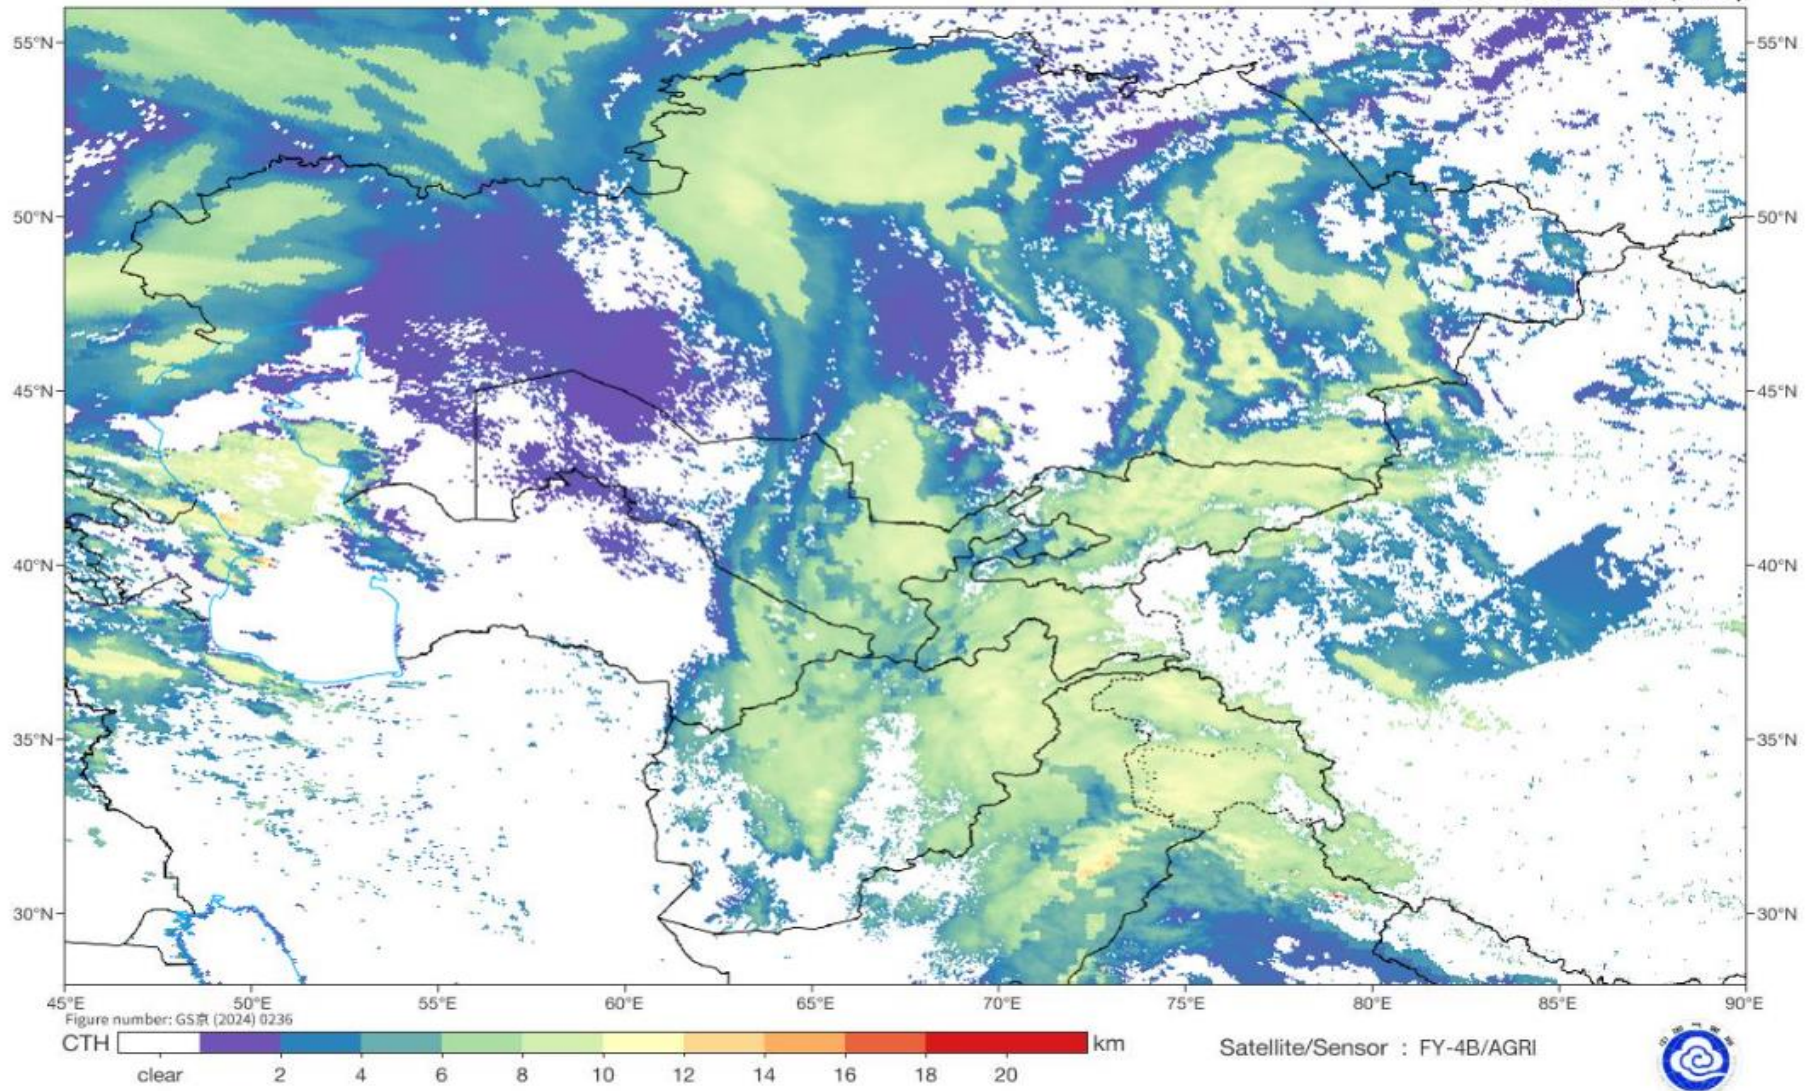 55°N 55°N
50°N 50°N
45°N 45°N
40°N 40°N
35°N 35°N
30°N 30°N
45°E 50°E 55°E 60°E 65°E 70°E 75°E 80°E 85°E 90°E
Figure number: GS京 (2024) 0236
CTH km
clear 2 4 6 8 10 12 14 16 18 20
Satellite/Sensor : FY-4B/AGRI